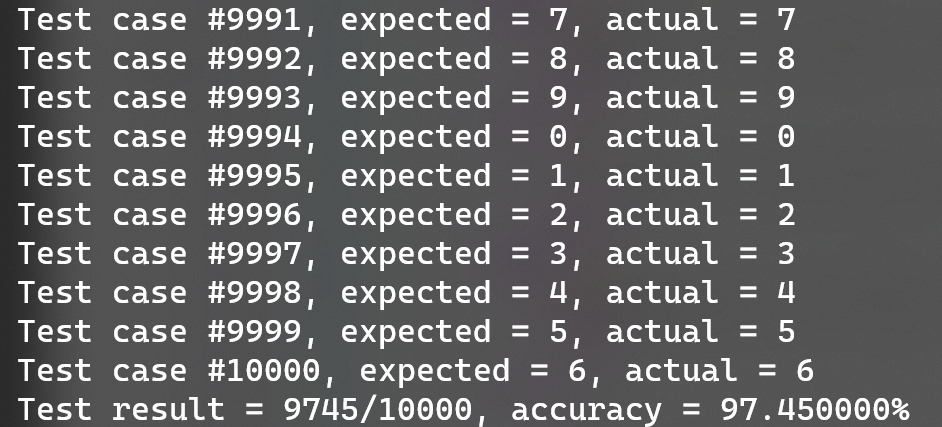 Test case #9991, expected = 7, actual = 7
Test case #9992, expected = 8, actual = 8
Test case #9993, expected = 9, actual = 9
Test case #9994, expected = 0, actual = 0
Test case #9995, expected = 1, actual = 1
Test case #9996, expected = 2, actual = 2
Test case #9997, expected = 3, actual = 3
Test case #9998, expected = 4, actual = 4
Test case #9999, expected = 5, actual = 5
Test case #10000, expected = 6, actual = 6
Test result = 9745/10000, accuracy = 97.450000%